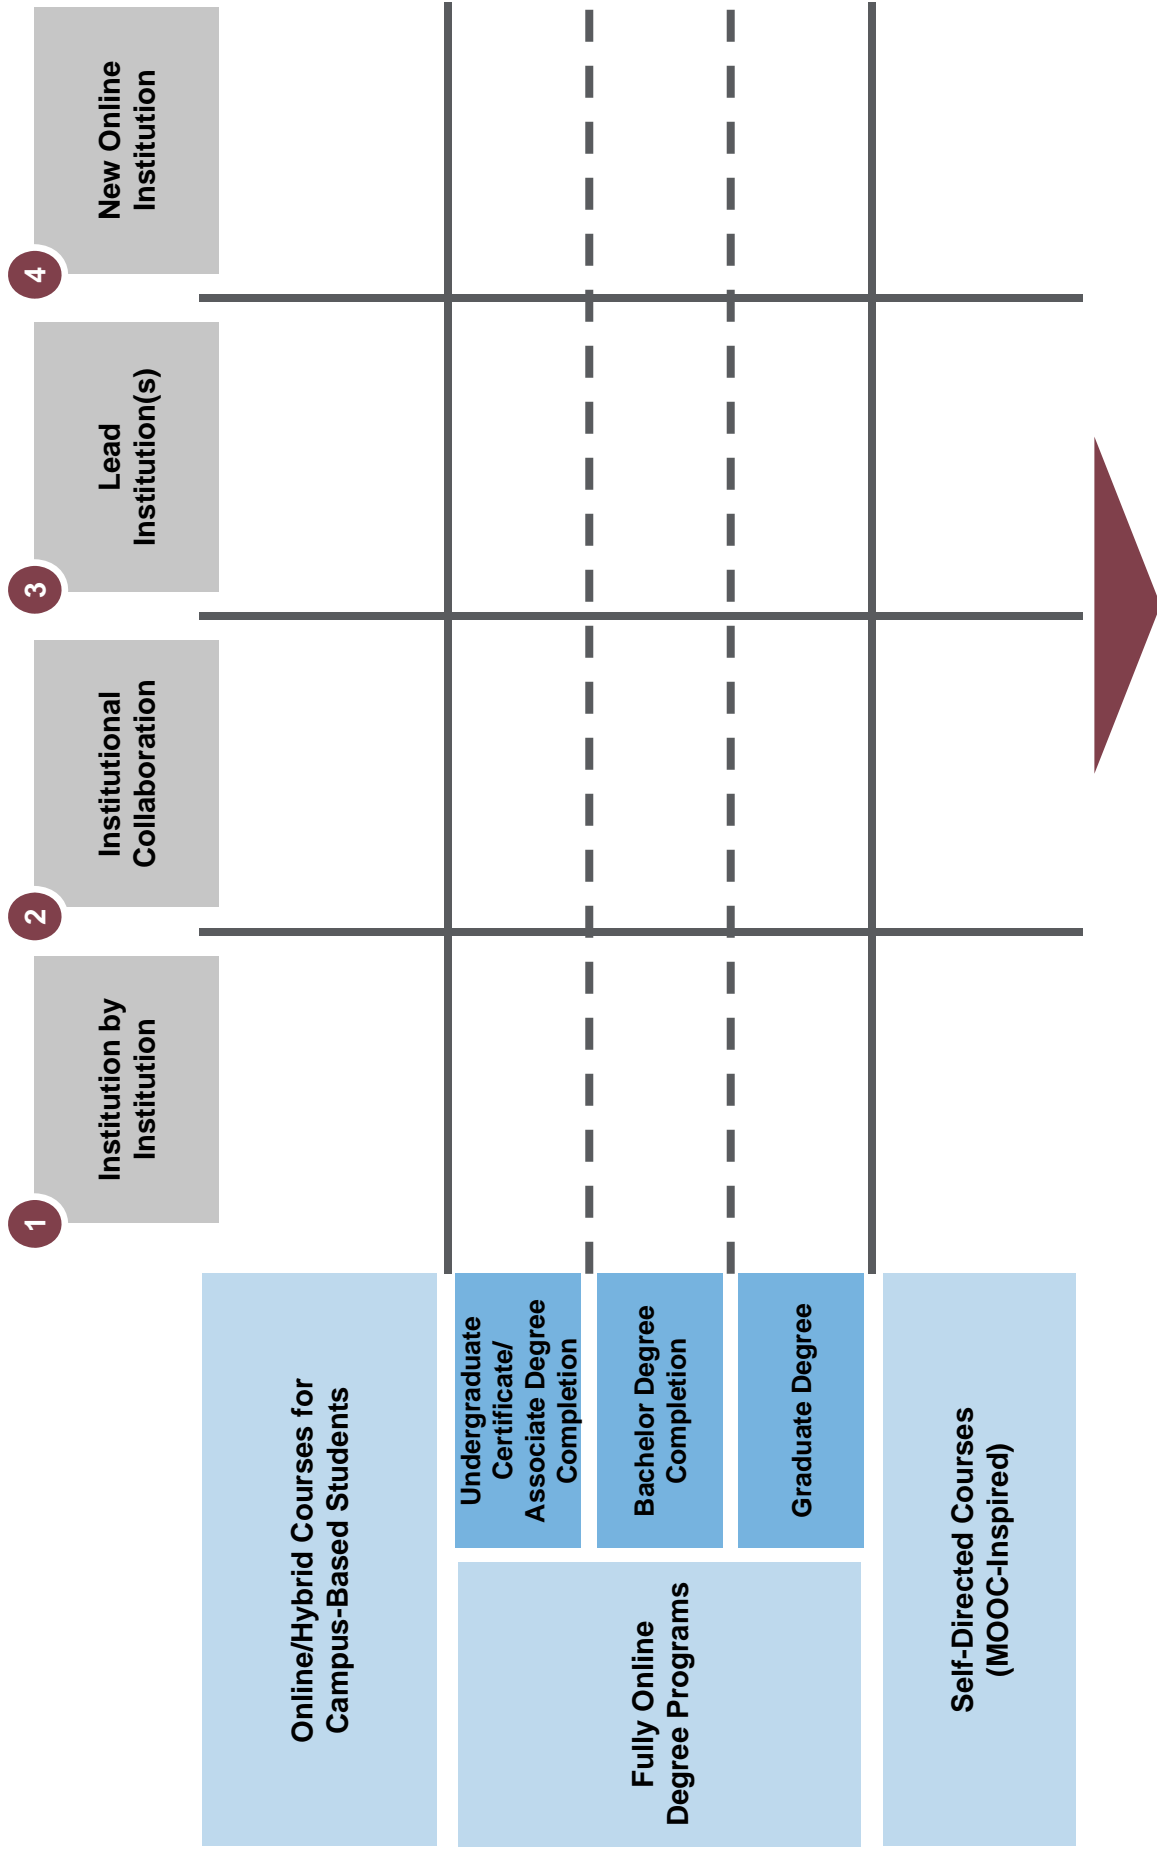 1
Institution by
Institution
2
Institutional
Collaboration
3
Lead
Institution(s)
4
New Online
Institution
Online/Hybrid Courses for
Campus-Based Students
Fully Online
Degree Programs
Undergraduate
Certificate/
Associate Degree
Completion
Bachelor Degree
Completion
Graduate Degree
Self-Directed Courses
(MOOC-Inspired)